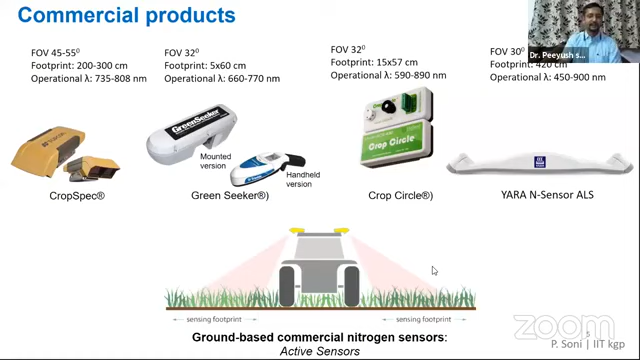 Commercial products
FOV 45-55⁰
Footprint: 200-300 cm
Operational λ: 735-808 nm
FOV 32⁰
Footprint: 5x60 cm
Operational λ: 660-770 nm
FOV 32⁰
Footprint: 15x57 cm
Operational λ: 590-890 nm
FOV 30⁰
Footprint: 420 cm
Operational λ: 450-900 nm
Dr. Peeyush s...
GreenSeeker
Mounted
version
Handheld
version
Crop Circle
CropSpec®
Green Seeker®)
Crop Circle®)
YARA N-Sensor ALS
sensing footprint
sensing footprint
Ground-based commercial nitrogen sensors:
Active Sensors
zoom
5
P. Soni | IIT kgp